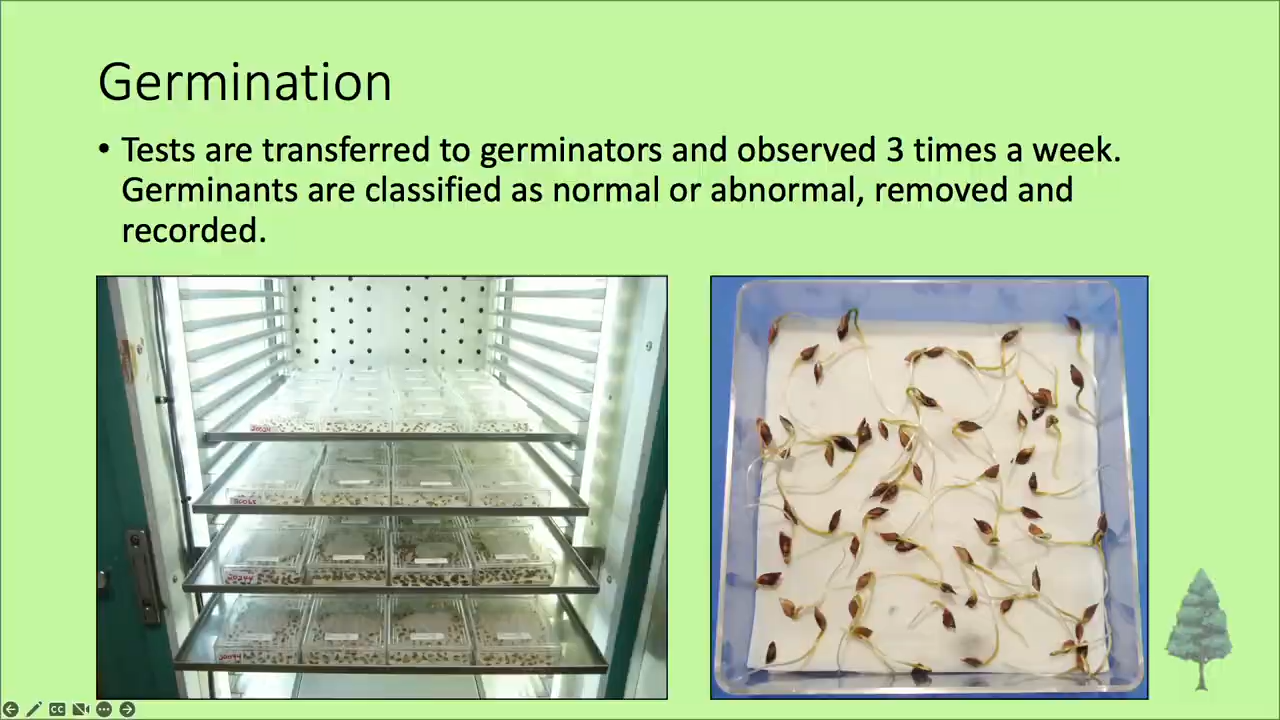 Germination
• Tests are transferred to germinators and observed 3 times a week.
Germinants are classified as normal or abnormal, removed and
recorded.